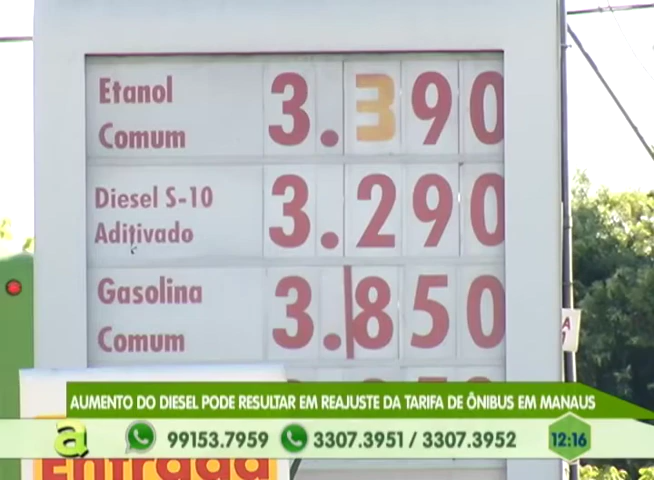 Etanol
Comum
3.390
Diesel S-10
Aditivado
3.290
Gasolina
Comum
3.850
AUMENTO DO DIESEL PODE RESULTAR EM REAJUSTE DA TARIFA DE ÔNIBUS EM MANAUS
a 99153.7959 3307.3951 / 3307.3952 12:16
Entrada